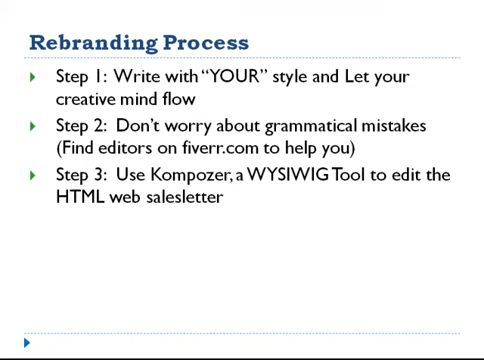 Rebranding Process
Step 1: Write with “YOUR” style and Let your
creative mind flow
Step 2: Don’t worry about grammatical mistakes
(Find editors on fiverr.com to help you)
Step 3: Use Kompozer, a WYSIWIG Tool to edit the
HTML web salesletter